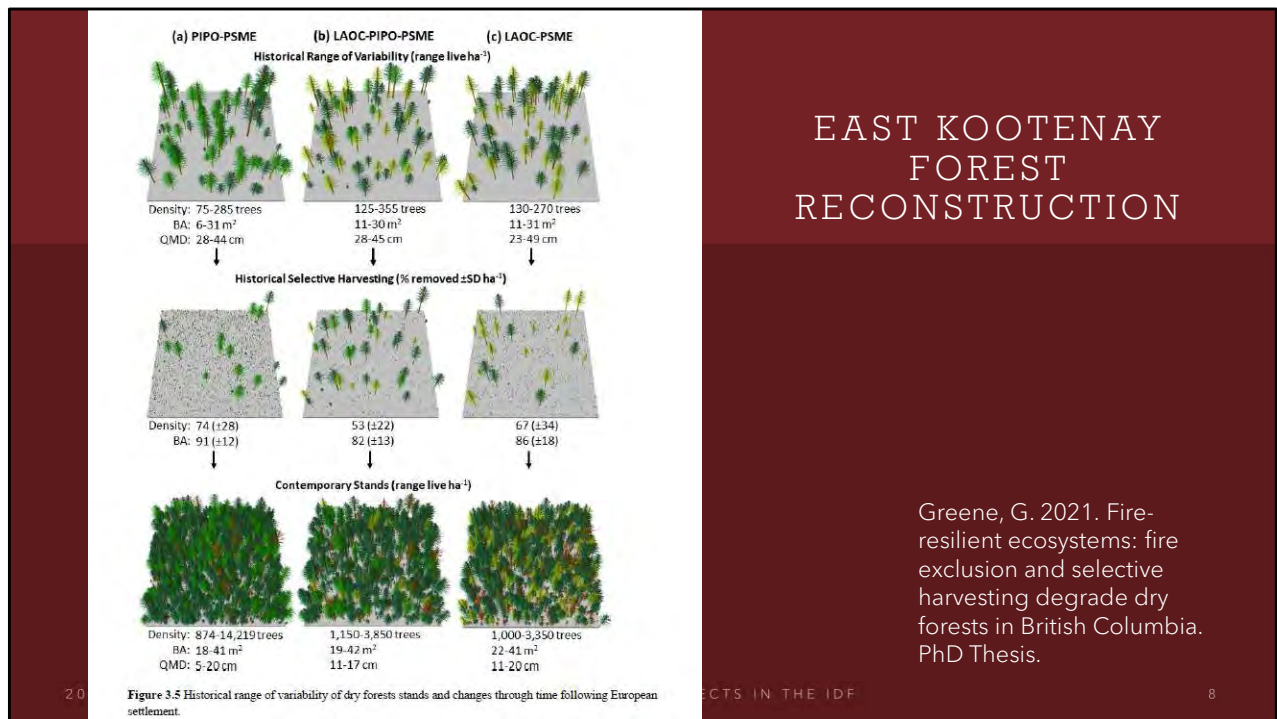 (a) PIPO-PSME (b) LAOC-PIPO-PSME (c) LAOC-PSME
Historical Range of Variability (range live ha⁻¹)
Density: 75-285 trees 125-355 trees 130-270 trees
BA: 6-31 m² 11-30 m² 11-31 m²
QMD: 28-44 cm 28-45 cm 23-49 cm
Historical Selective Harvesting (% removed ±SD ha⁻¹)
Density: 74 (±28) 53 (±22) 67 (±34)
BA: 91 (±12) 82 (±13) 86 (±18)
Contemporary Stands (range live ha⁻¹)
Density: 874-14,219 trees 1,150-3,850 trees 1,000-3,350 trees
BA: 18-41 m² 19-42 m² 22-41 m²
QMD: 5-20 cm 11-17 cm 11-20 cm
Figure 3.5 Historical range of variability of dry forests stands and changes through time following European
settlement.
EAST KOOTENAY
FOREST
RECONSTRUCTION
Greene, G. 2021. Fire-
resilient ecosystems: fire
exclusion and selective
harvesting degrade dry
forests in British Columbia.
PhD Thesis.
20 ECTS IN THE IDF 8